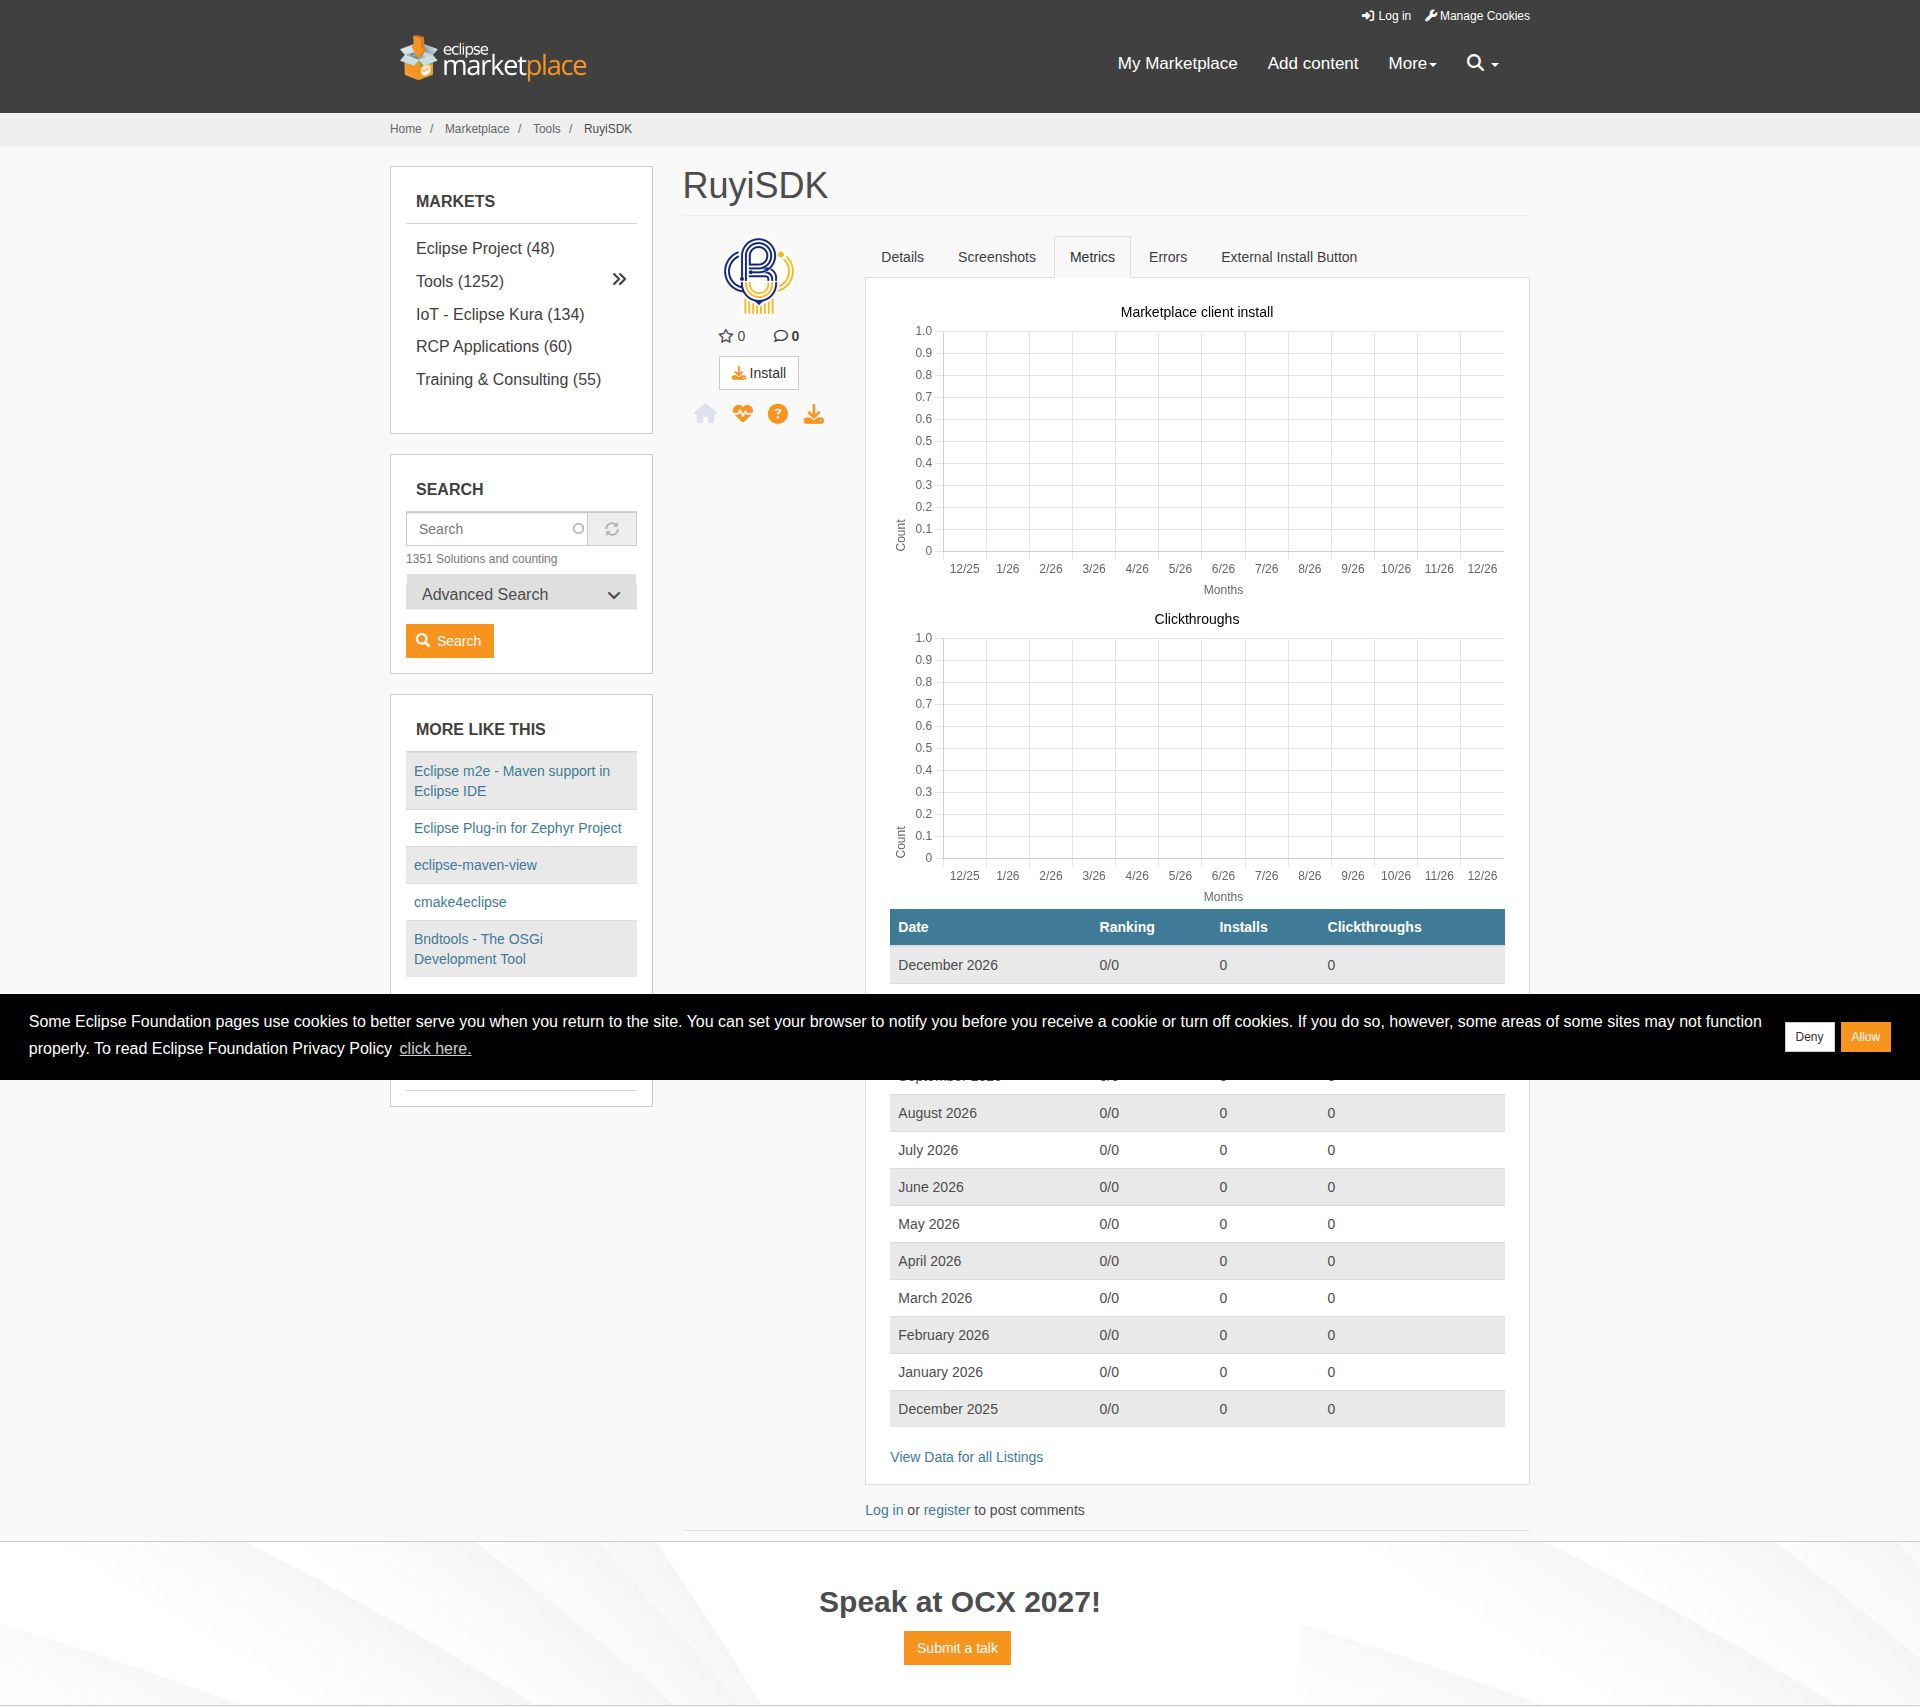 Log in
Manage Cookies
eclipse
marketplace
My Marketplace
Add content
More
Home / Marketplace / Tools / RuyiSDK
MARKETS
Eclipse Project (48)
Tools (1252)
IoT - Eclipse Kura (134)
RCP Applications (60)
Training & Consulting (55)
SEARCH
Search
1351 Solutions and counting
Advanced Search
Search
MORE LIKE THIS
Eclipse m2e - Maven support in
Eclipse IDE
Eclipse Plug-in for Zephyr Project
eclipse-maven-view
cmake4eclipse
Bndtools - The OSGi
Development Tool
RuyiSDK
0 0
Install
Details Screenshots Metrics Errors External Install Button
Marketplace client install
1.0
0.9
0.8
0.7
0.6
0.5
0.4
0.3
0.2
0.1
0
Count
12/25 1/26 2/26 3/26 4/26 5/26 6/26 7/26 8/26 9/26 10/26 11/26 12/26
Months
Clickthroughs
1.0
0.9
0.8
0.7
0.6
0.5
0.4
0.3
0.2
0.1
0
Count
12/25 1/26 2/26 3/26 4/26 5/26 6/26 7/26 8/26 9/26 10/26 11/26 12/26
Months
Date Ranking Installs Clickthroughs
December 2026 0/0 0 0
Some Eclipse Foundation pages use cookies to better serve you when you return to the site. You can set your browser to notify you before you receive a cookie or turn off cookies. If you do so, however, some areas of some sites may not function
properly. To read Eclipse Foundation Privacy Policy click here.
Deny
Allow
August 2026 0/0 0 0
July 2026 0/0 0 0
June 2026 0/0 0 0
May 2026 0/0 0 0
April 2026 0/0 0 0
March 2026 0/0 0 0
February 2026 0/0 0 0
January 2026 0/0 0 0
December 2025 0/0 0 0
View Data for all Listings
Log in or register to post comments
Speak at OCX 2027!
Submit a talk